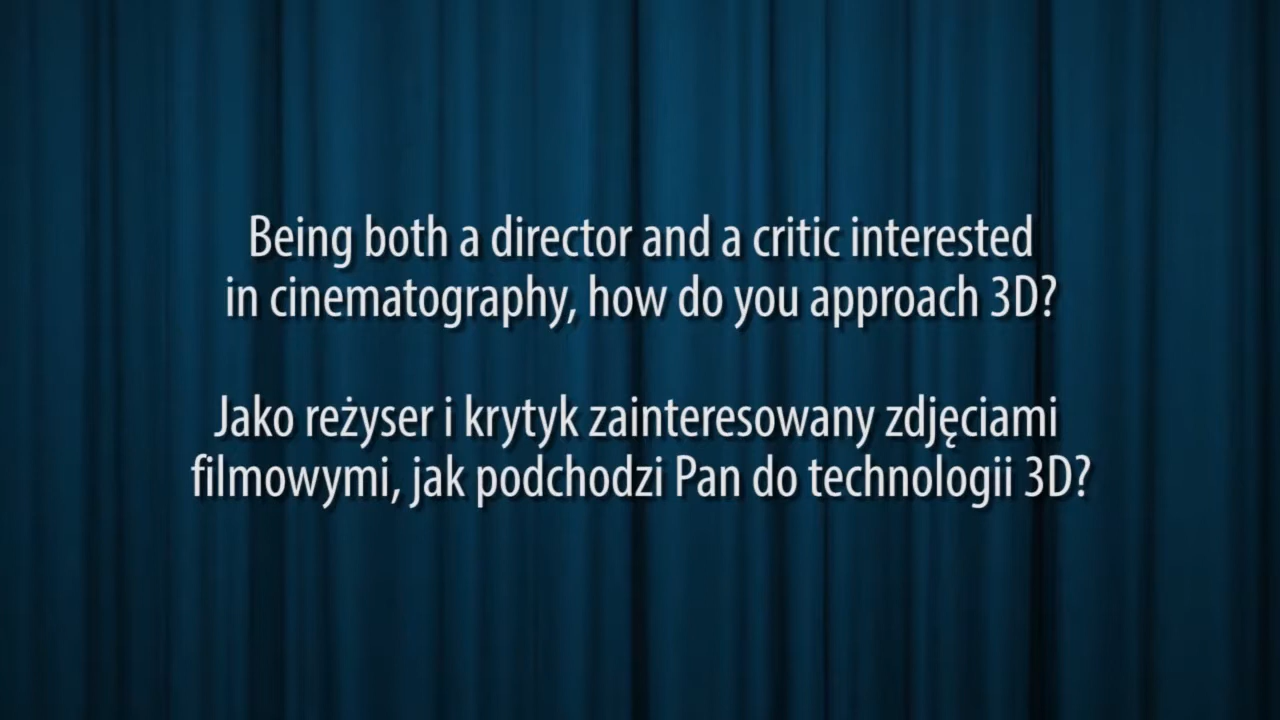 Being both a director and a critic interested
in cinematography, how do you approach 3D?
Jako reżyser i krytyk zainteresowany zdjęciami
filmowymi, jak podchodzi Pan do technologii 3D?